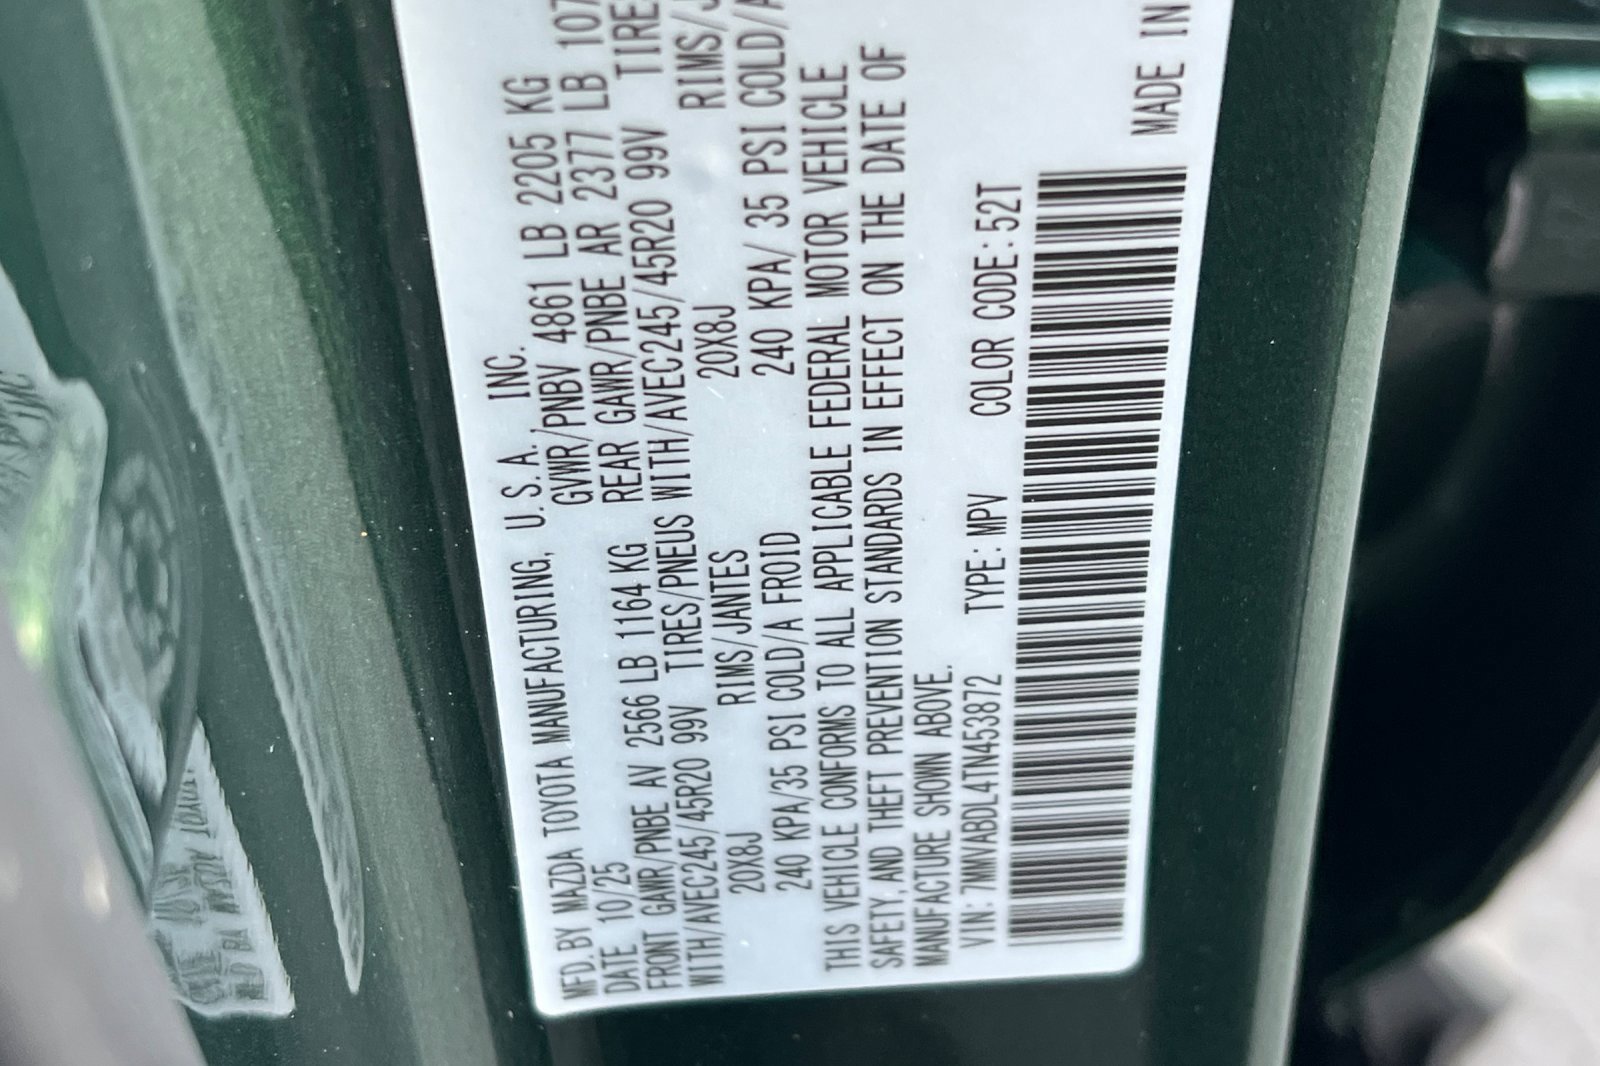 MFD. BY MAZDA TOYOTA MANUFACTURING, U.S.A., INC.
DATE 10/25 GVWR/PNBV 4861 LB 2205 KG
FRONT GAWR/PNBE AV 2566 LB 1164 KG REAR GAWR/PNBE AR 2377 LB 107
WITH/AVEC245/45R20 99V TIRES/PNEUS WITH/AVEC245/45R20 99V TIRE
20X8J RIMS/JANTES 20X8J RIMS/J
240 KPA/35 PSI COLD/A FROID 240 KPA/ 35 PSI COLD/A
THIS VEHICLE CONFORMS TO ALL APPLICABLE FEDERAL MOTOR VEHICLE
SAFETY, AND THEFT PREVENTION STANDARDS IN EFFECT ON THE DATE OF
MANUFACTURE SHOWN ABOVE.
VIN: 7MMVABDL4TN453872 TYPE: MPV COLOR CODE: 52T
MADE IN